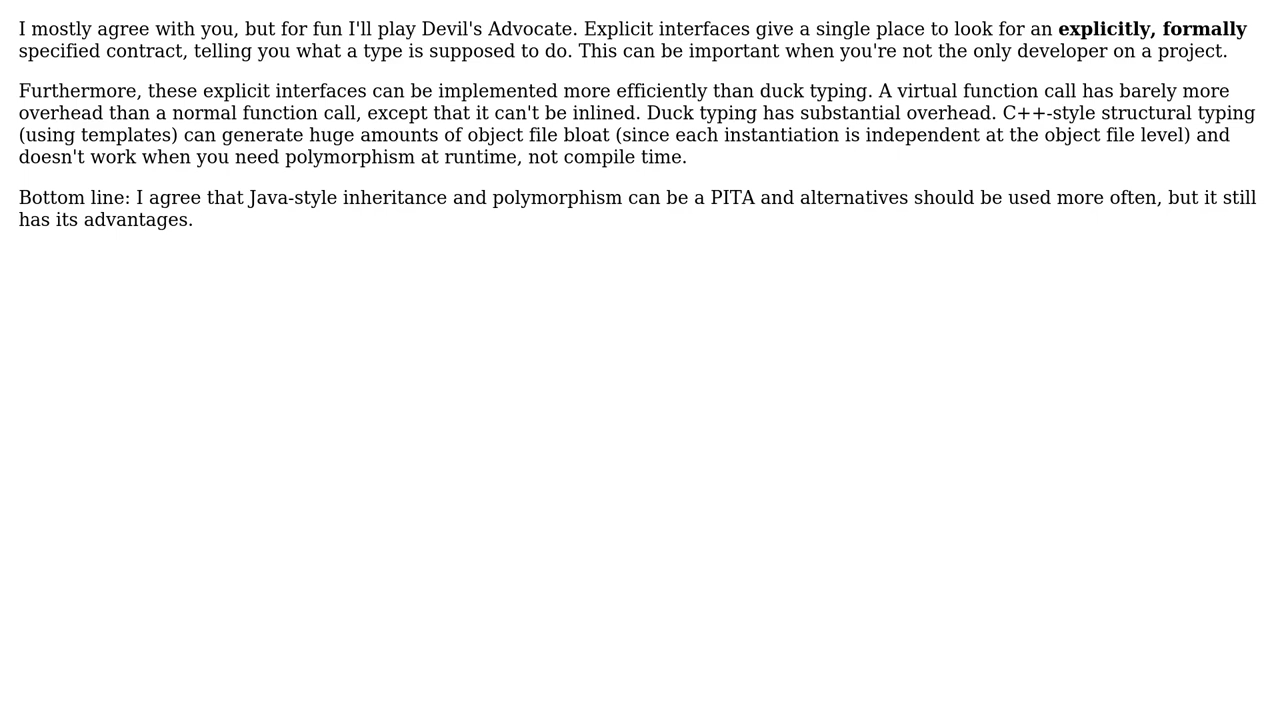 I mostly agree with you, but for fun I'll play Devil's Advocate. Explicit interfaces give a single place to look for an explicitly, formally
specified contract, telling you what a type is supposed to do. This can be important when you're not the only developer on a project.
Furthermore, these explicit interfaces can be implemented more efficiently than duck typing. A virtual function call has barely more
overhead than a normal function call, except that it can't be inlined. Duck typing has substantial overhead. C++-style structural typing
(using templates) can generate huge amounts of object file bloat (since each instantiation is independent at the object file level) and
doesn't work when you need polymorphism at runtime, not compile time.
Bottom line: I agree that Java-style inheritance and polymorphism can be a PITA and alternatives should be used more often, but it still
has its advantages.